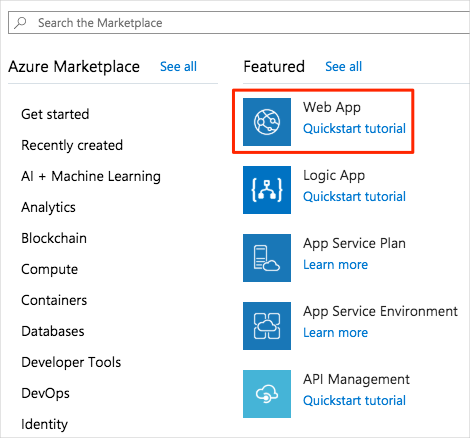 Search the Marketplace
Azure Marketplace See all
Get started
Recently created
AI + Machine Learning
Analytics
Blockchain
Compute
Containers
Databases
Developer Tools
DevOps
Identity
Featured See all
Web App
Quickstart tutorial
Logic App
Quickstart tutorial
App Service Plan
Learn more
App Service Environment
Learn more
API Management
Quickstart tutorial